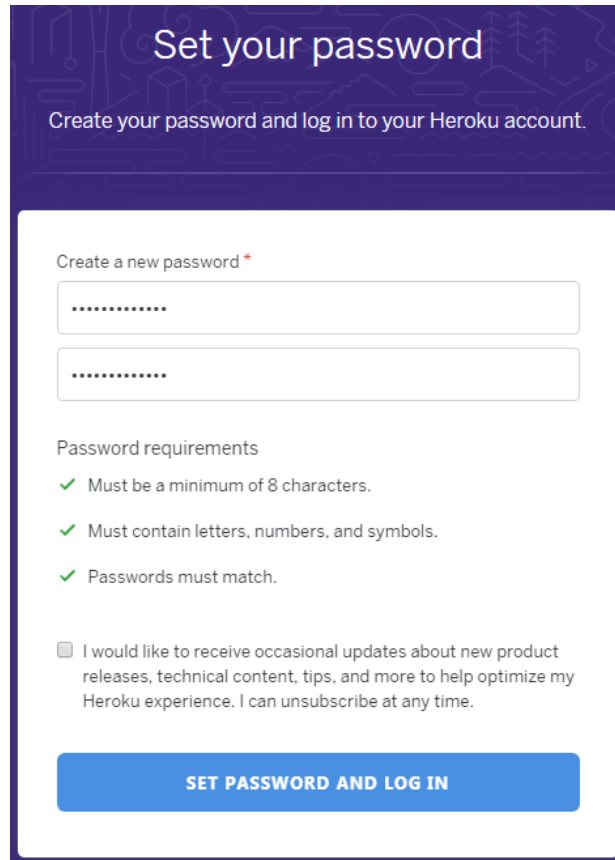 Set your password
Create your password and log in to your Heroku account.
Create a new password *
•••••••••••••
•••••••••••••
Password requirements
Must be a minimum of 8 characters.
Must contain letters, numbers, and symbols.
Passwords must match.
I would like to receive occasional updates about new product
releases, technical content, tips, and more to help optimize my
Heroku experience. I can unsubscribe at any time.
SET PASSWORD AND LOG IN